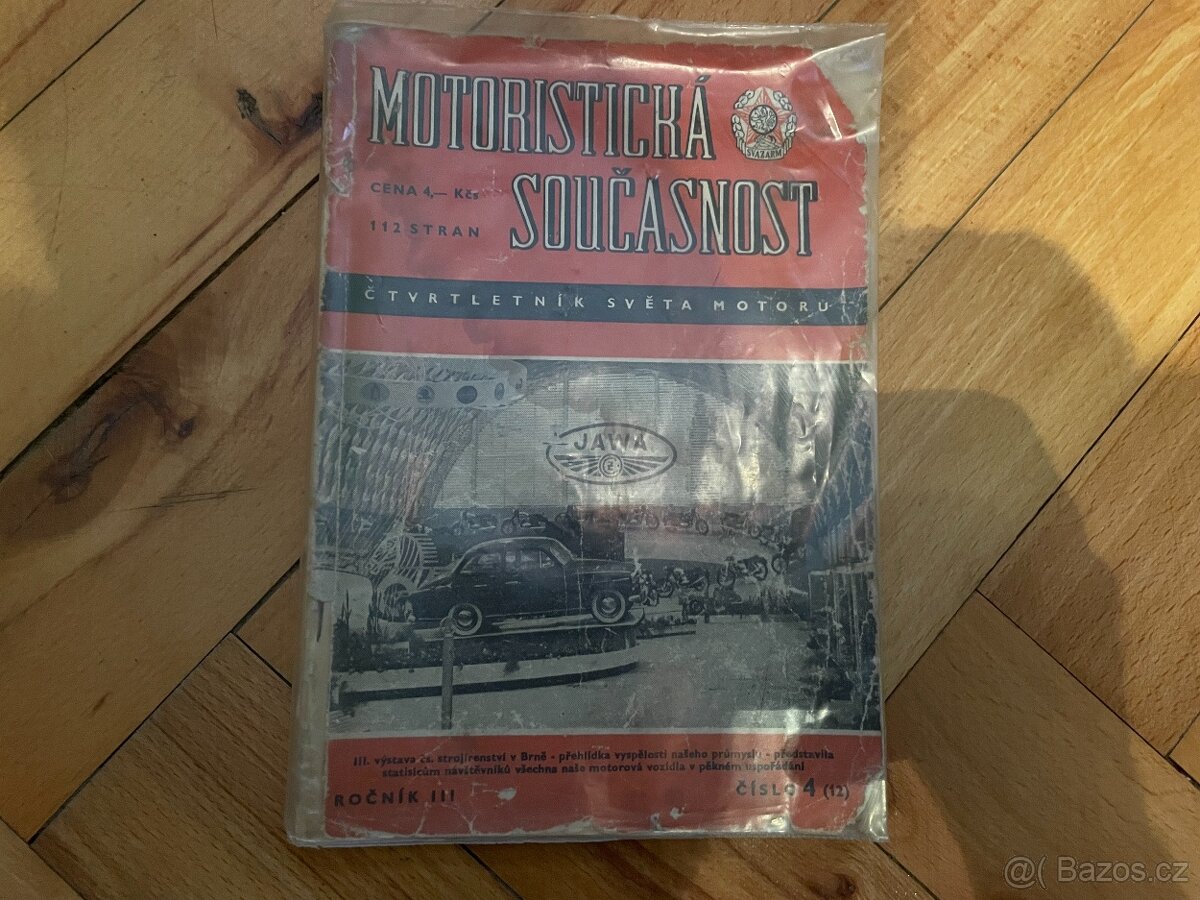 MOTORISTICKÁ
SVAZARM
CENA 4,— Kčs
SOUČASNOST
112 STRAN
ČTVRTLETNÍK SVĚTA MOTORU
JAWA
III. výstava čs. strojírenství v Brně - přehlídka vyspělosti našeho průmyslu - představila
statisícům návštěvníků všechna naše motorová vozidla v pěkném uspořádání
ROČNÍK III
ČÍSLO 4 (12)
@( Bazos.cz